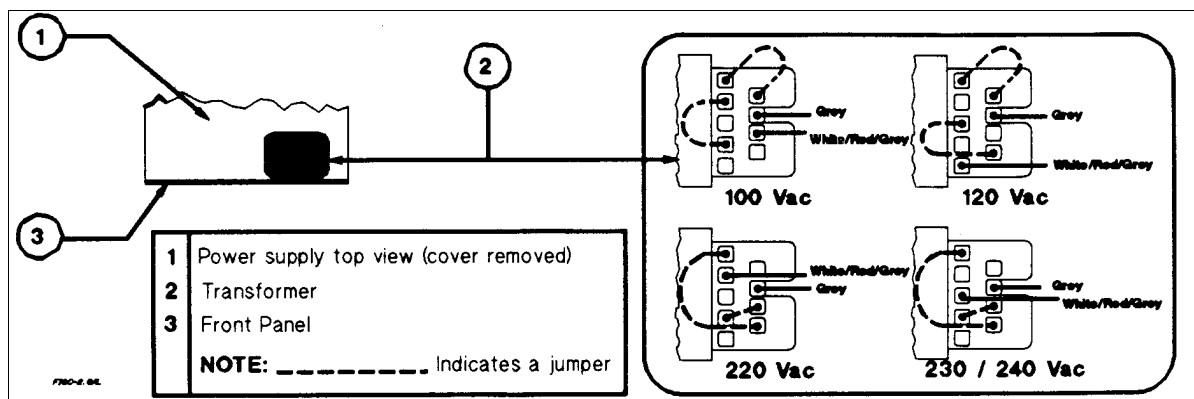 1
2
3
Grey
White/Red/Grey
100 Vac
Grey
White/Red/Grey
120 Vac
White/Red/Grey
Grey
220 Vac
Grey
White/Red/Grey
230 / 240 Vac
1 Power supply top view (cover removed)
2 Transformer
3 Front Panel
NOTE: Indicates a jumper